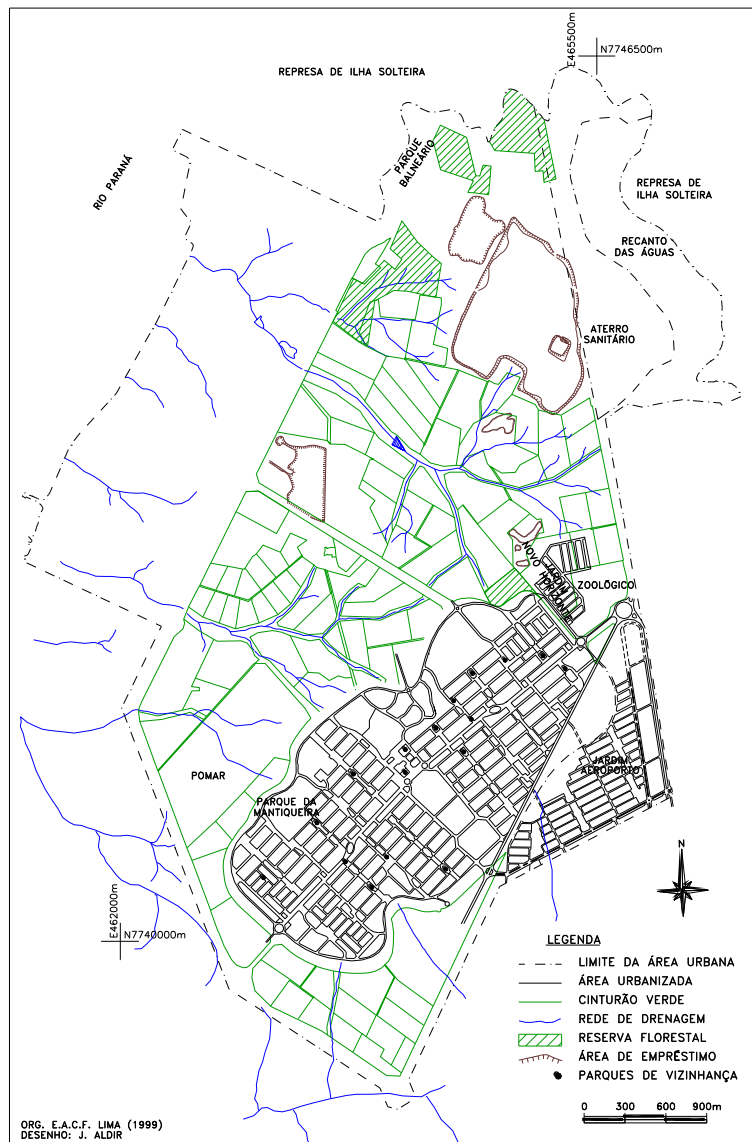 E465500m
N7746500m
REPRESA DE ILHA SOLTEIRA
PARQUE
BALNEÁRIO
RIO PARANÁ
REPRESA DE
ILHA SOLTEIRA
RECANTO
DAS ÁGUAS
ATERRO
SANITÁRIO
NOVO
HORIZONTE
JARDIM
ZOOLÓGICO
JARDIM
AEROPORTO
POMAR
PARQUE DA
MANTIQUEIRA
N
E462000m
N7740000m
LEGENDA
LIMITE DA ÁREA URBANA
ÁREA URBANIZADA
CINTURÃO VERDE
REDE DE DRENAGEM
RESERVA FLORESTAL
ÁREA DE EMPRÉSTIMO
PARQUES DE VIZINHANÇA
0 300 600 900m
ORG. E.A.C.F. LIMA (1999)
DESENHO: J. ALDIR